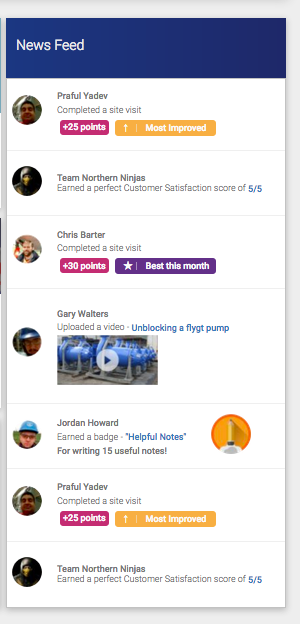 News Feed
Praful Yadev
Completed a site visit
+25 points ↑ | Most improved
Team Northern Ninjas
Earned a perfect Customer Satisfaction score of 5/5
Chris Barter
Completed a site visit
+30 points ★ | Best this month
Gary Walters
Uploaded a video - Unblocking a flygt pump
Jordan Howard
Earned a badge - "Helpful Notes"
For writing 15 useful notes!
Praful Yadev
Completed a site visit
+25 points ↑ | Most improved
Team Northern Ninjas
Earned a perfect Customer Satisfaction score of 5/5